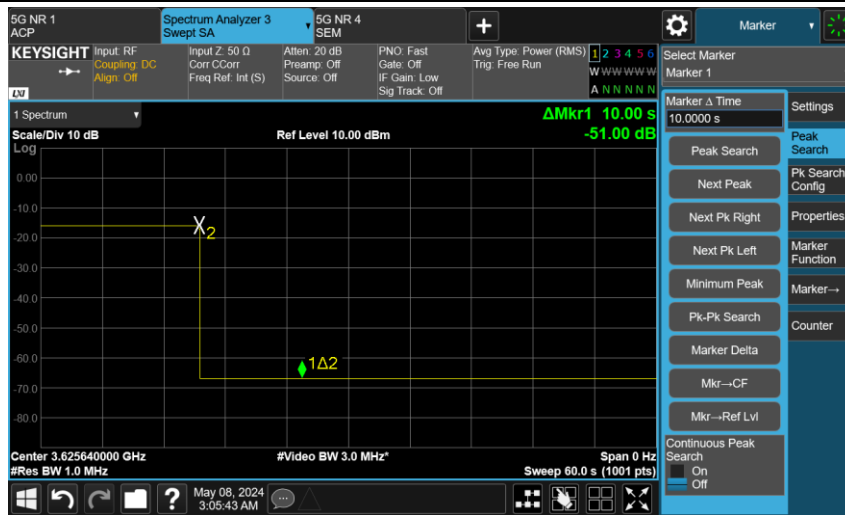 5G NR 1
ACP
Spectrum Analyzer 3
Swept SA
5G NR 4
SEM
Marker
KEYSIGHT
LXI
Input: RF
Coupling: DC
Align: Off
Input Z: 50 Ω
Corr CCorr
Freq Ref: Int (S)
Atten: 20 dB
Preamp: Off
Source: Off
PNO: Fast
Gate: Off
IF Gain: Low
Sig Track: Off
Avg Type: Power (RMS)
Trig: Free Run
1 2 3 4 5 6
W W W W W W
A N N N N N
Select Marker
Marker 1
1 Spectrum
ΔMkr1 10.00 s
-51.00 dB
Scale/Div 10 dB
Ref Level 10.00 dBm
Log
0.00
-10.0
-20.0
-30.0
-40.0
-50.0
-60.0
-70.0
-80.0
X2
1Δ2
Center 3.625640000 GHz
#Video BW 3.0 MHz*
Span 0 Hz
#Res BW 1.0 MHz
Sweep 60.0 s (1001 pts)
Marker Δ Time
10.0000 s
Peak Search
Next Peak
Next Pk Right
Next Pk Left
Minimum Peak
Pk-Pk Search
Marker Delta
Mkr→CF
Mkr→Ref Lvl
Continuous Peak
Search
On
Off
Settings
Peak
Search
Pk Search
Config
Properties
Marker
Function
Marker→
Counter
?
May 08, 2024
3:05:43 AM